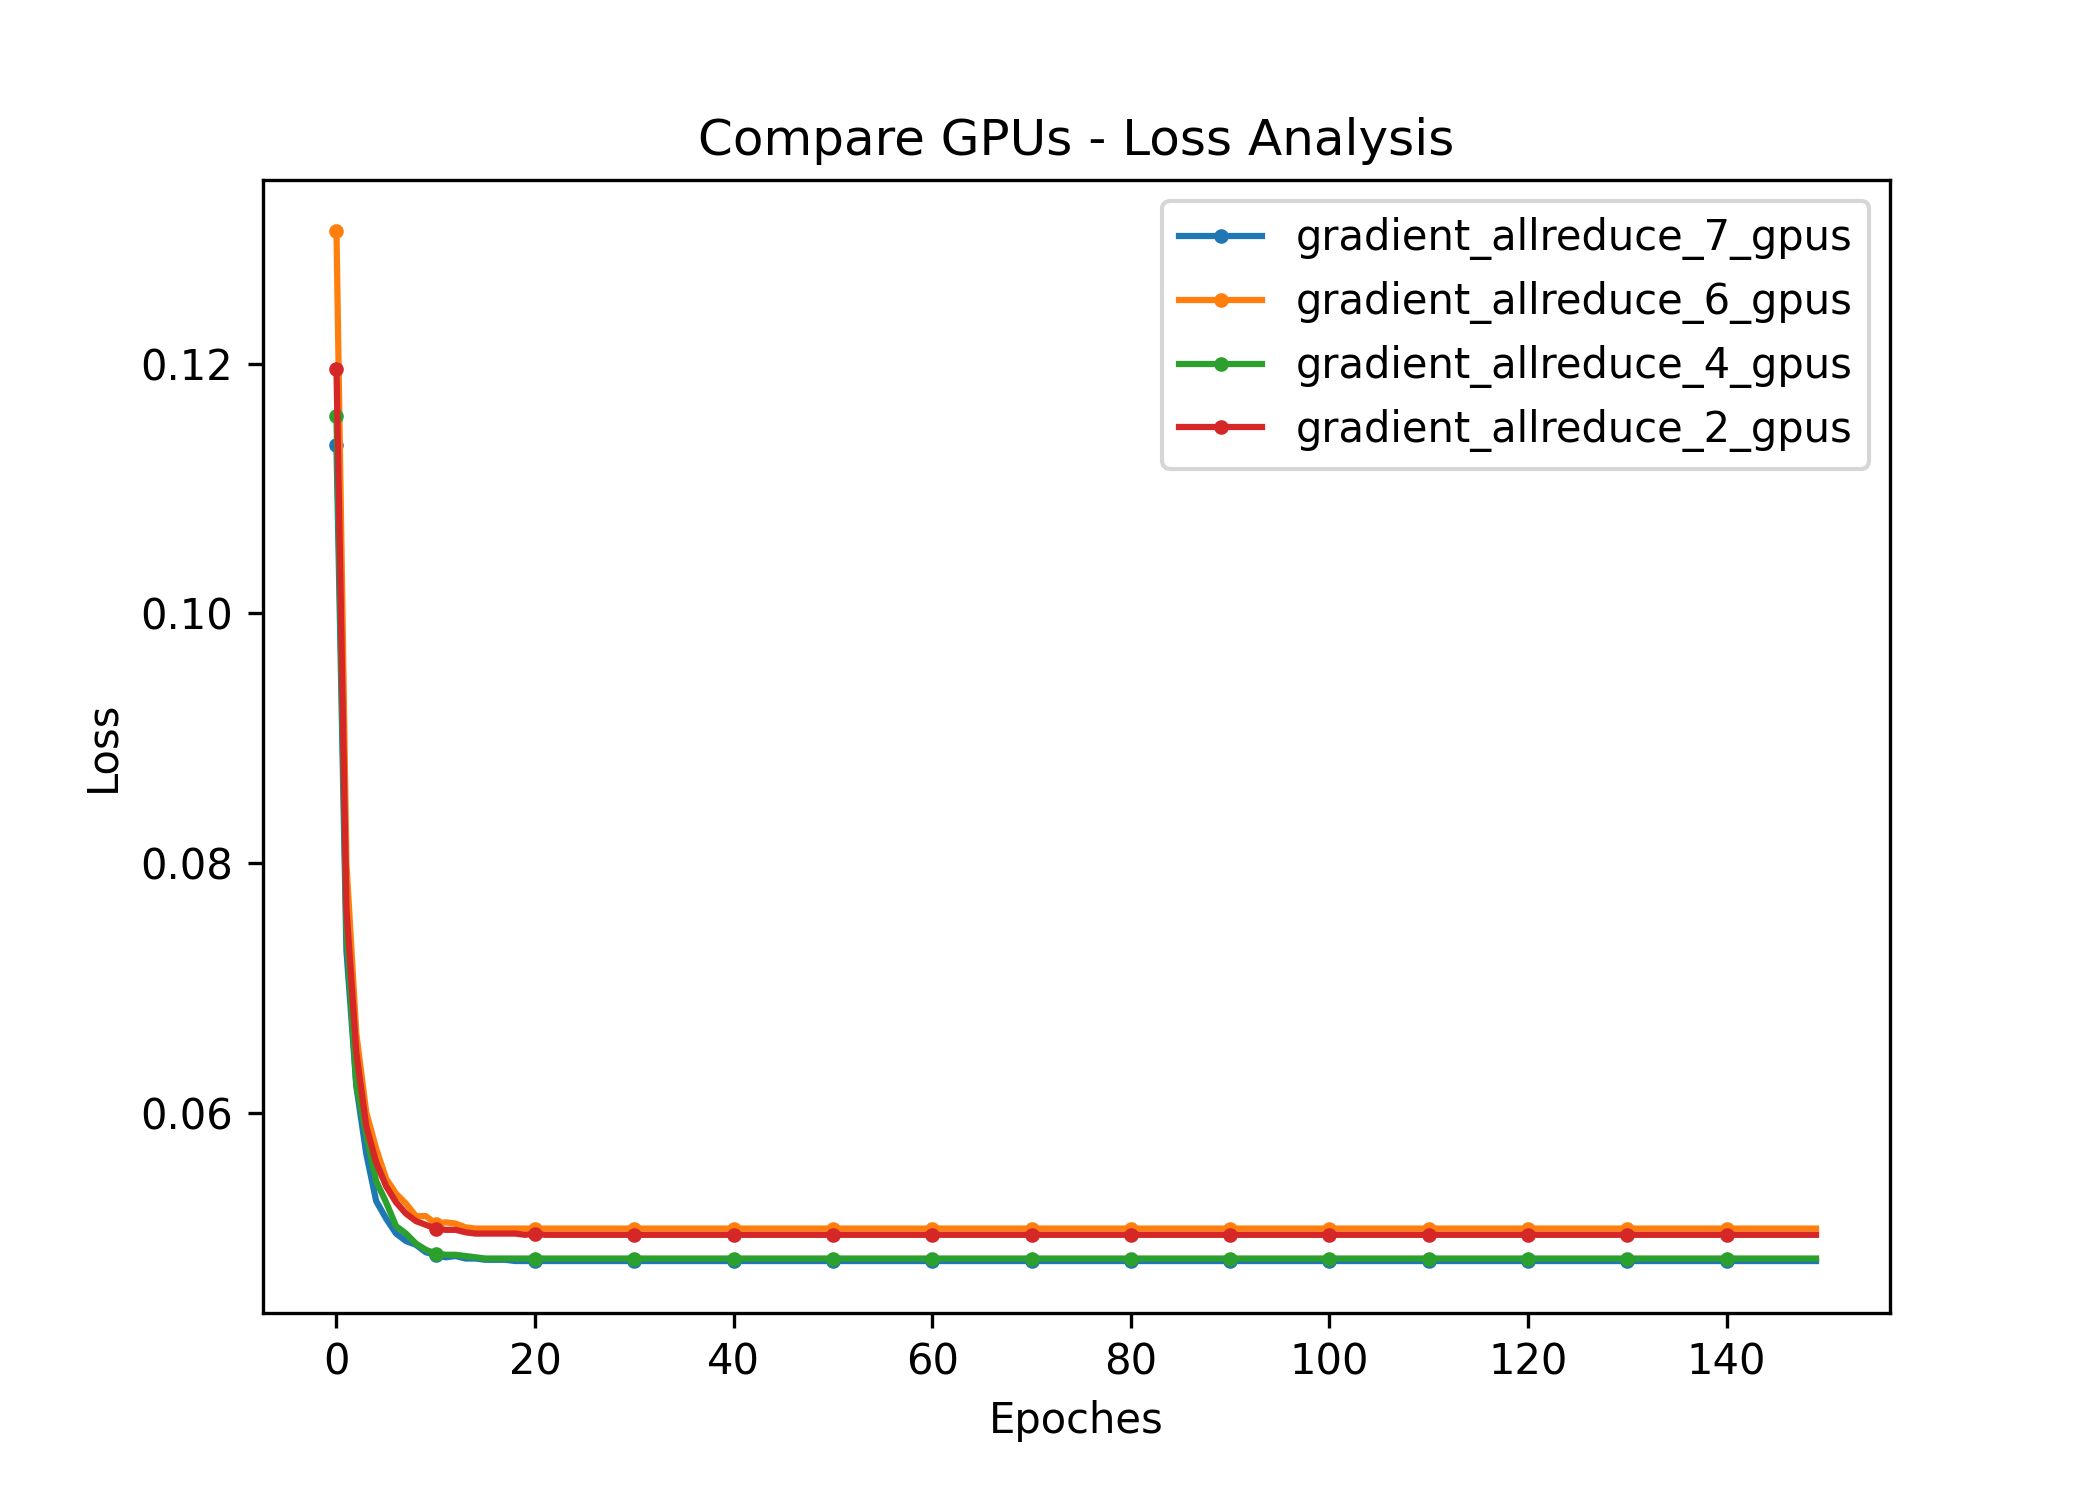 Compare GPUs - Loss Analysis
gradient_allreduce_7_gpus
gradient_allreduce_6_gpus
gradient_allreduce_4_gpus
gradient_allreduce_2_gpus
0.12
0.10
0.08
0.06
Loss
0 20 40 60 80 100 120 140
Epoches